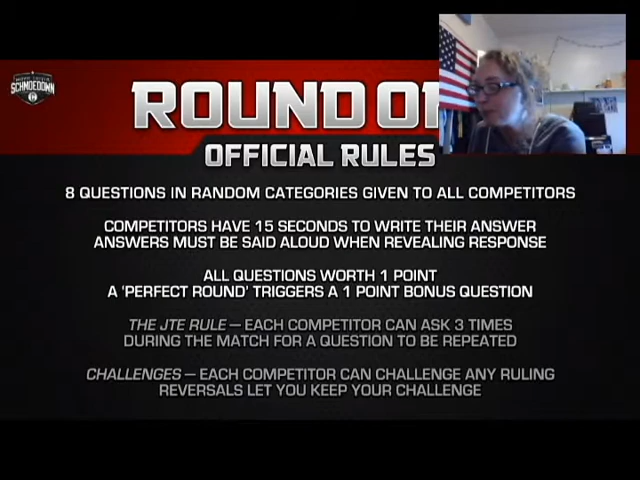 SCHMOEDOWN
ROUND
OFFICIAL RULES
8 QUESTIONS IN RANDOM CATEGORIES GIVEN TO ALL COMPETITORS
COMPETITORS HAVE 15 SECONDS TO WRITE THEIR ANSWER
ANSWERS MUST BE SAID ALOUD WHEN REVEALING RESPONSE
ALL QUESTIONS WORTH 1 POINT
A 'PERFECT ROUND' TRIGGERS A 1 POINT BONUS QUESTION
THE JTE RULE — EACH COMPETITOR CAN ASK 3 TIMES
DURING THE MATCH FOR A QUESTION TO BE REPEATED
CHALLENGES — EACH COMPETITOR CAN CHALLENGE ANY RULING
REVERSALS LET YOU KEEP YOUR CHALLENGE